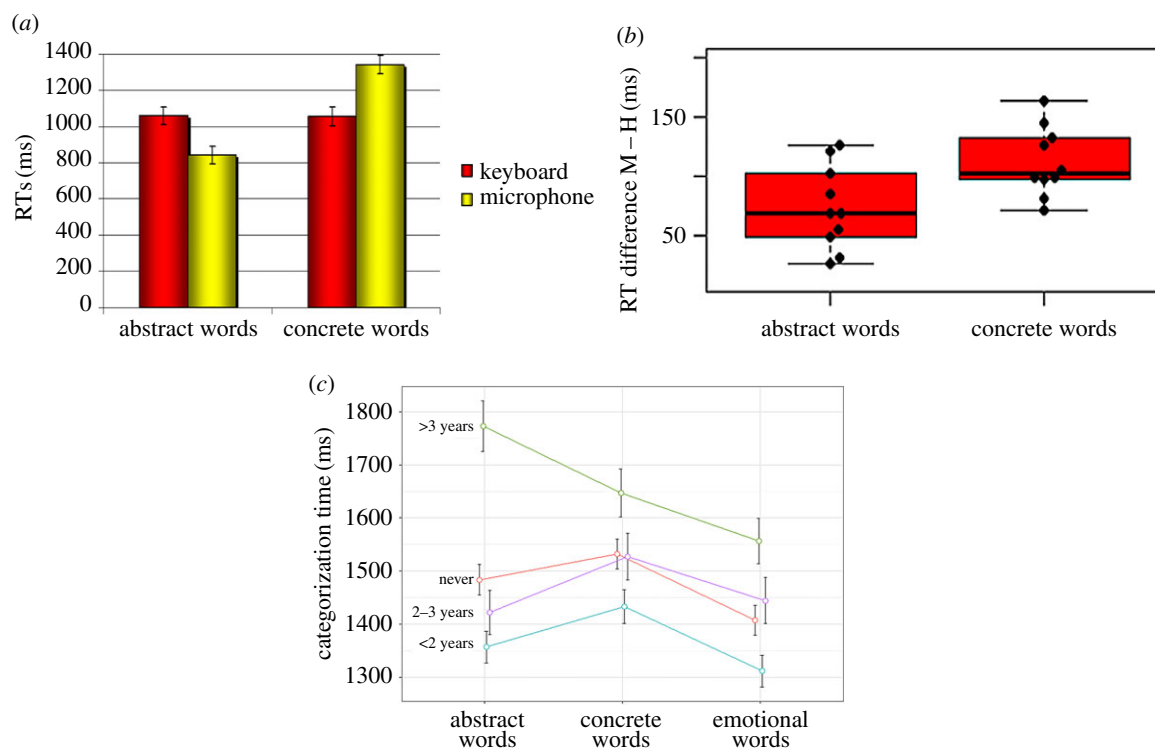 (a)
1400
1200
1000
800
600
400
200
0
RTs (ms)
abstract words concrete words
keyboard
microphone
(b)
150
50
RT difference M – H (ms)
abstract words concrete words
(c)
1800
1700
1600
1500
1400
1300
categorization time (ms)
>3 years
never
2–3 years
<2 years
abstract words
concrete words
emotional words